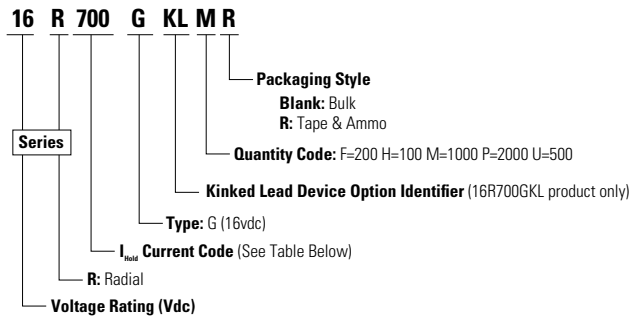 16 R 700 G KL M R
Packaging Style
Blank: Bulk
R: Tape & Ammo
Series
Quantity Code: F=200 H=100 M=1000 P=2000 U=500
Kinked Lead Device Option Identifier (16R700GKL product only)
Type: G (16vdc)
IHold Current Code (See Table Below)
R: Radial
Voltage Rating (Vdc)